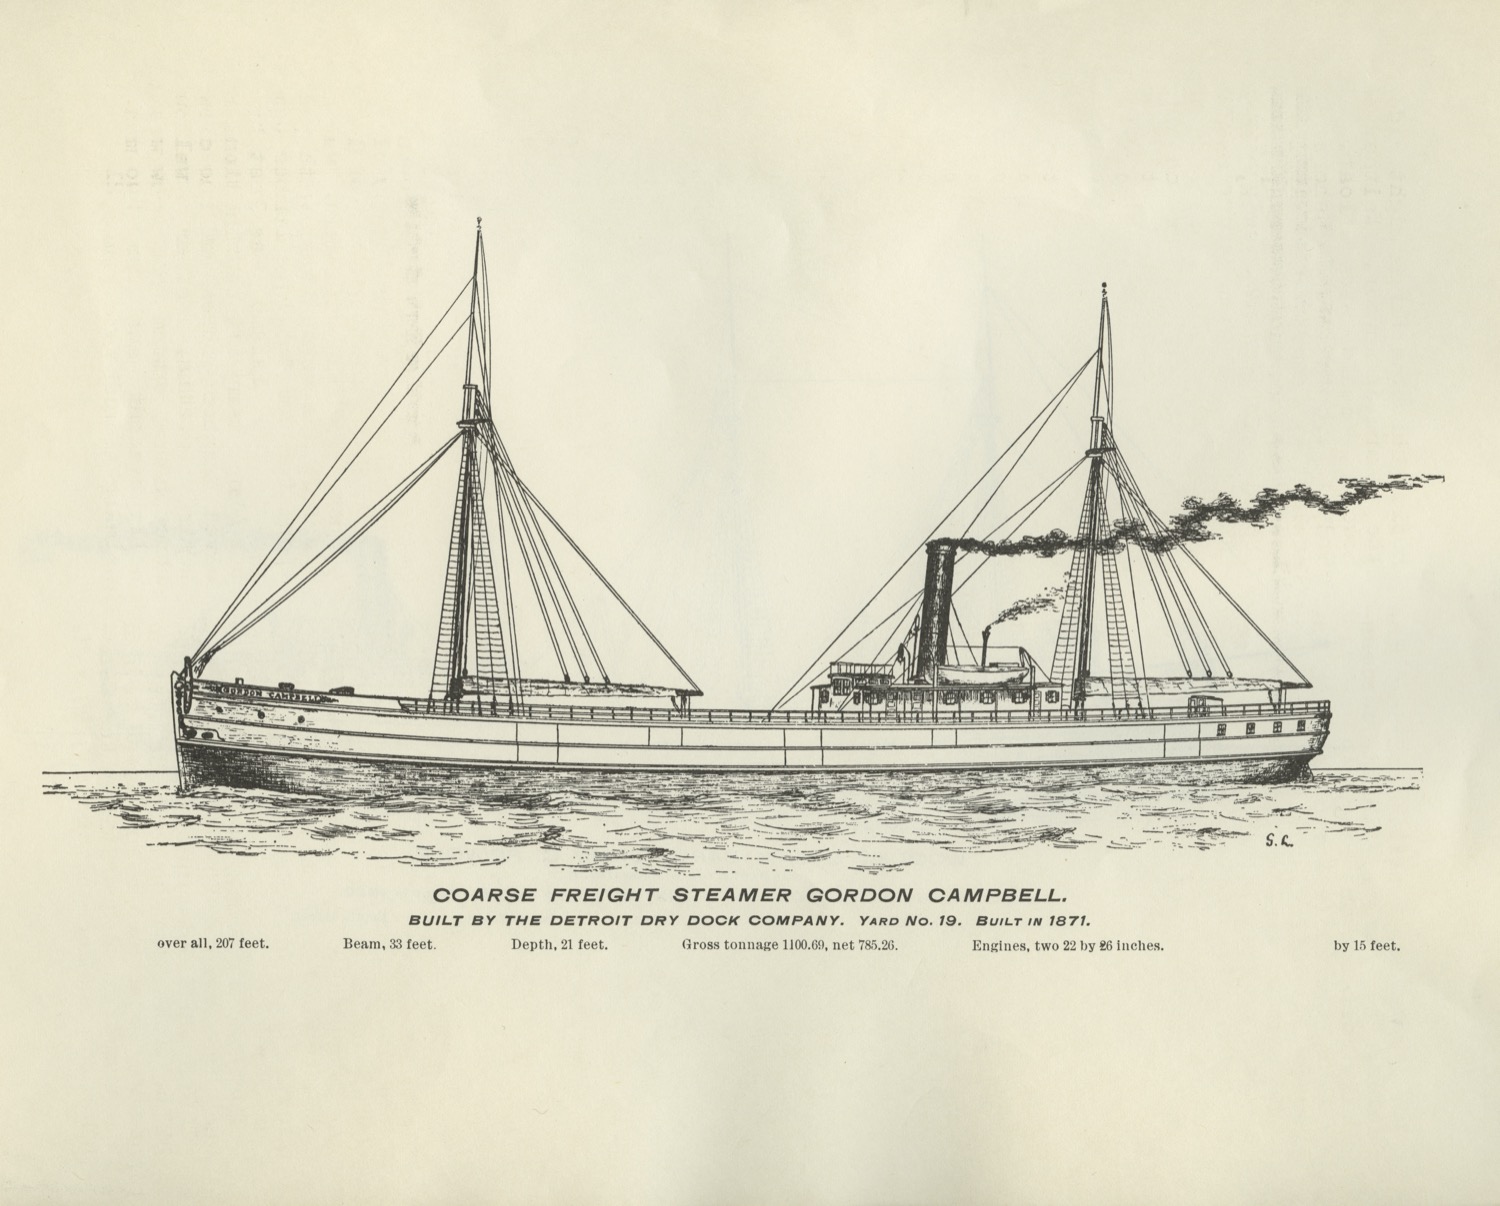 GORDON CAMPBELL
S. L.
COARSE FREIGHT STEAMER GORDON CAMPBELL.
BUILT BY THE DETROIT DRY DOCK COMPANY. YARD NO. 19. BUILT IN 1871.
over all, 207 feet. Beam, 33 feet. Depth, 21 feet. Gross tonnage 1100.69, net 785.26. Engines, two 22 by 26 inches. by 15 feet.